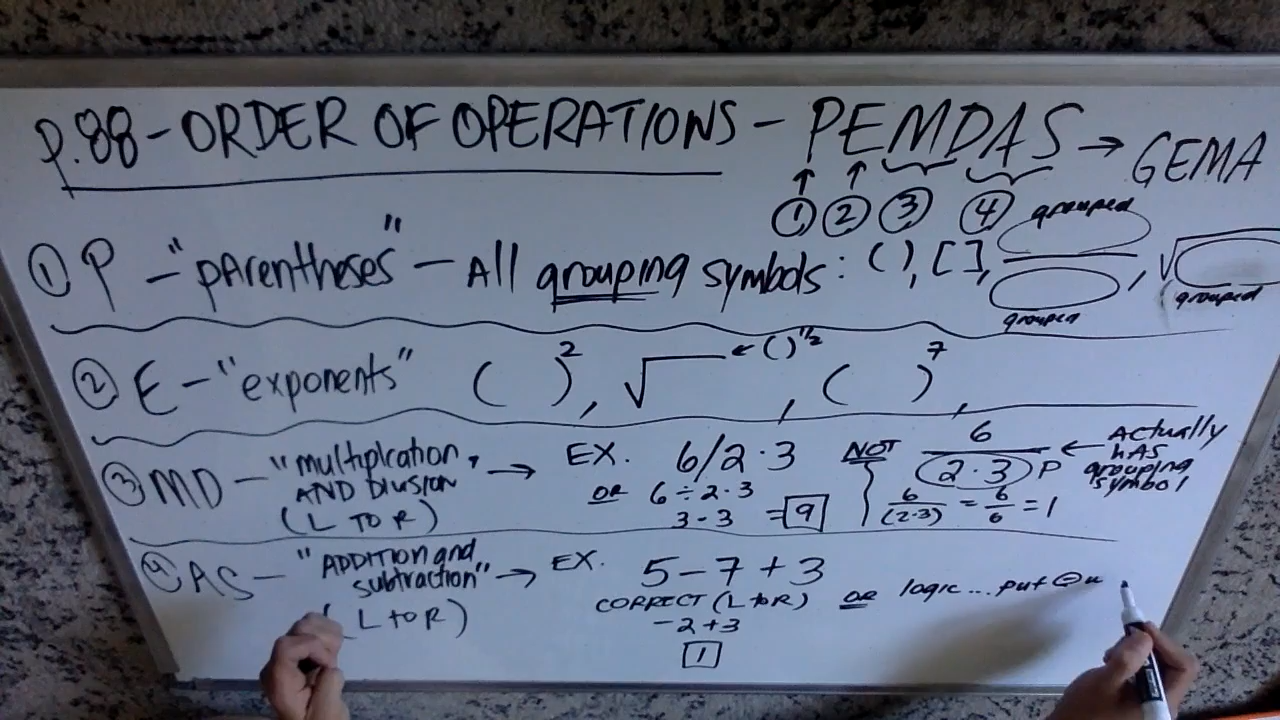 P.88 - ORDER OF OPERATIONS - PEMDAS → GEMA
↑ ↑
① ② ③ ④
① P - "pArentheses" - All grouping symbols: ( ), [ ], grouped / grouped, √ grouped
② E - "exponents" ( )², √ ← ( )^1/2, ( )⁷,
③ MD - "multiplcation, AND Division" (L TO R) →
EX. 6/2·3
OR 6÷2·3
3-3 = 9
NOT 6 / (2·3) P ← Actually hAs grouping symbol
6/(2·3) = 6/6 = 1
④ AS - "ADDITION and subtraction" (L to R) →
EX. 5-7+3
CORRECT (L to R) OR logic... put ⊖
-2+3
1